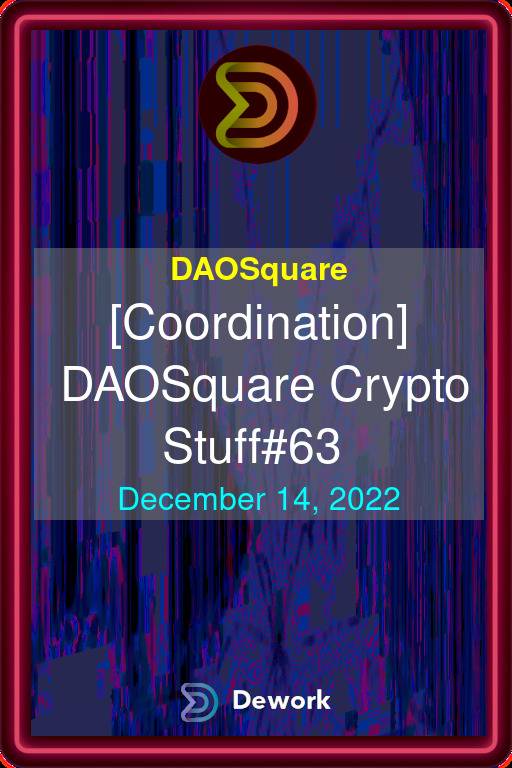 DAOSquare
[Coordination]
DAOSquare Crypto
Stuff#63
December 14, 2022
Dework